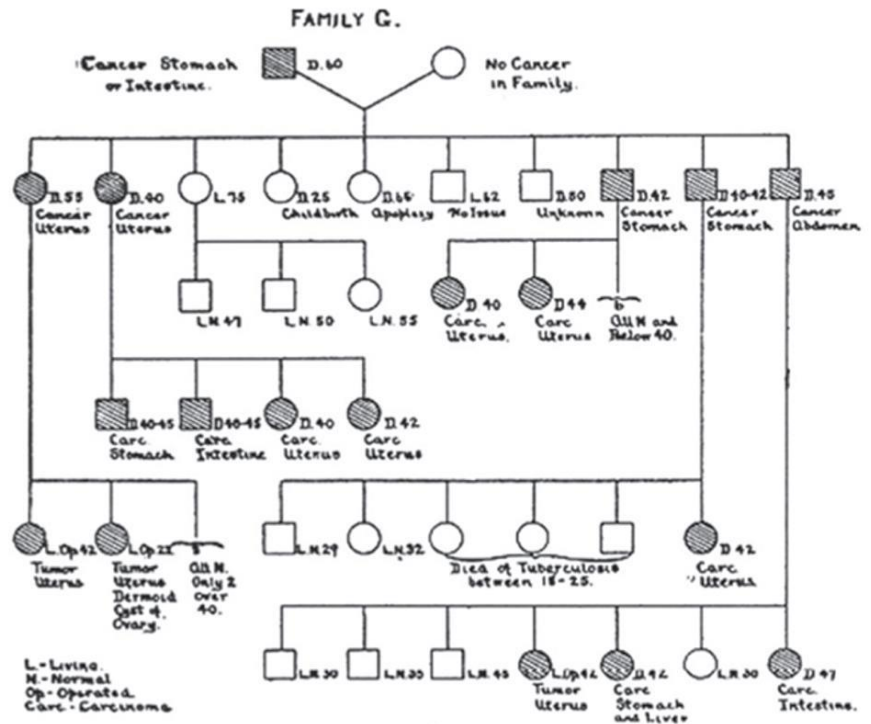 FAMILY G.
Cancer Stomach
or Intestine.
D.60
No Cancer
in Family.
D.55
Cancer
Uterus
D.40
Cancer
Uterus
L.75
D.25
Childbirth
Apoplexy
L.62
No Issue
D.50
Unknown
D.42
Cancer
Stomach
D 40-42
Cancer
Stomach
D.45
Cancer
Abdomen
L.N.47
L.N.50
L.N.55
D 40
Carc.
Uterus.
D 44
Carc
Uterus
All N and
Below 40.
D 40-45
Carc.
Stomach
D 40-45
Carc
Intestine
D.40
Carc.
Uterus
D.42
Carc
Uterus
L.Op.42
Tumor
Uterus
Tumor
Uterus
Dermoid
Cyst of
Ovary.
All N.
Only 2
over
40.
L.N.29
L.N.32
Died of Tuberculosis
between 18-25.
D 42
Carc
Uterus
L.N.30
L.N.35
L.N.45
L.Op.42
Tumor
Uterus
D.42
Carc
Stomach
and Liver
L.N.30
D 47
Carc.
Intestine.
L.-Living.
N.-Normal
Op-Operated
Carc-Carcinoma